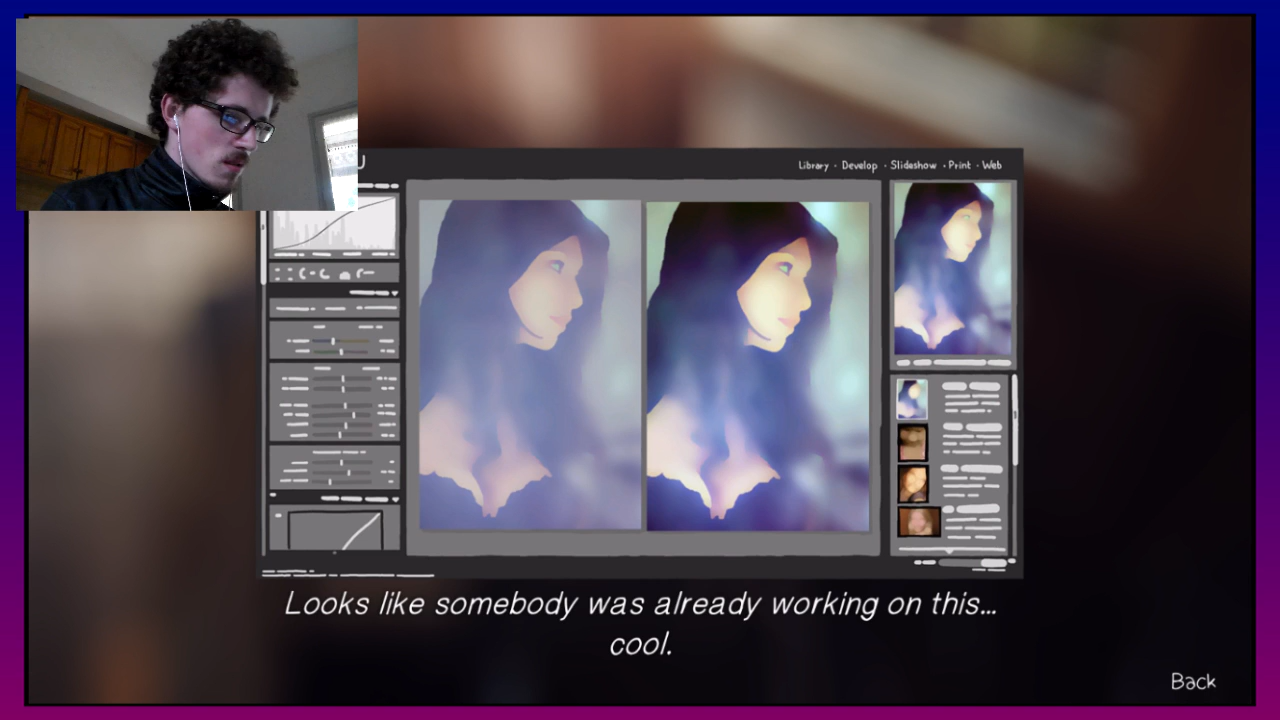 Library · Develop · Slideshow · Print · Web
Looks like somebody was already working on this...
cool.
Back